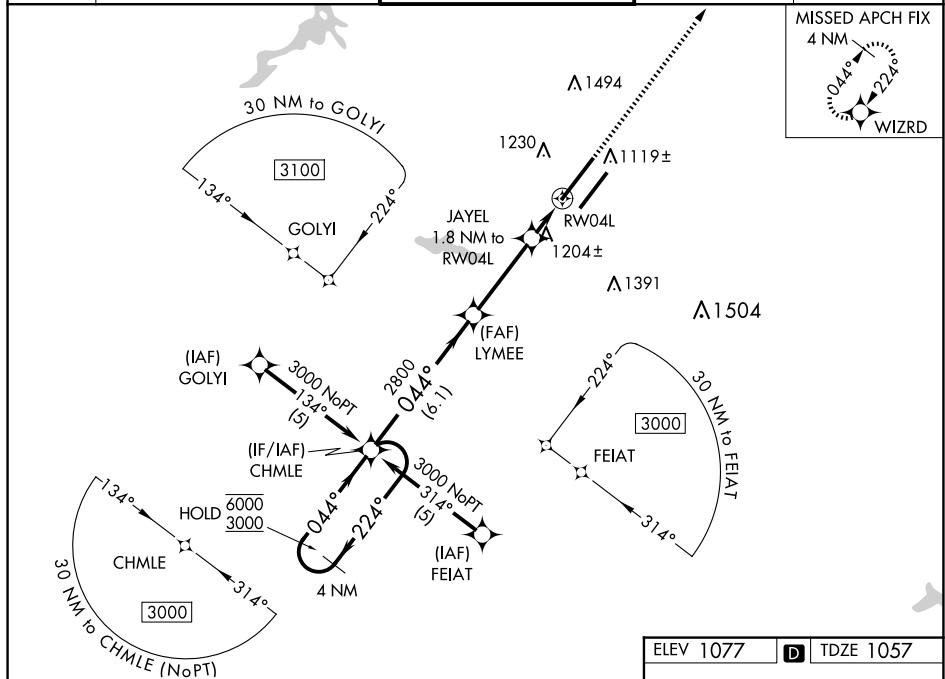 MISSED APCH FIX
4 NM
044°
224°
WIZRD
1494
30 NM to GOLYI
3100
134°
224°
GOLYI
1230
1119±
RW04L
JAYEL
1.8 NM to
RW04L
1204±
1391
1504
(FAF)
LYMEE
(IAF)
GOLYI
3000 NoPT
134°
(5)
2800
044°
(6.1)
224°
3000
30 NM to FEIAT
FEIAT
314°
(IF/IAF)
CHMLE
3000 NoPT
314°
(5)
HOLD
6000
3000
044°
224°
4 NM
(IAF)
FEIAT
134°
CHMLE
314°
3000
30 NM to CHMLE (NoPT)
ELEV 1077 D TDZE 1057